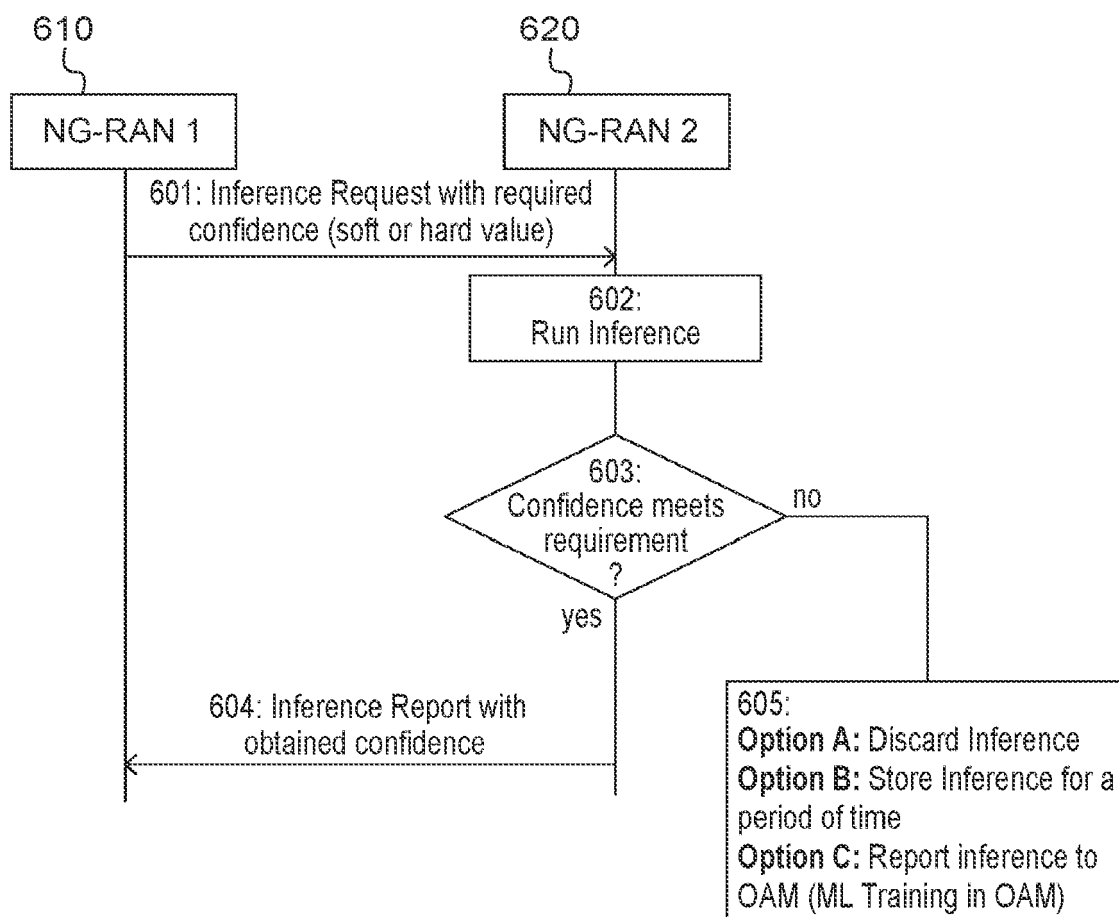 610
620
NG-RAN 1
NG-RAN 2
601: Inference Request with required
confidence (soft or hard value)
602:
Run Inference
603:
Confidence meets
requirement
?
no
yes
604: Inference Report with
obtained confidence
605:
Option A: Discard Inference
Option B: Store Inference for a
period of time
Option C: Report inference to
OAM (ML Training in OAM)